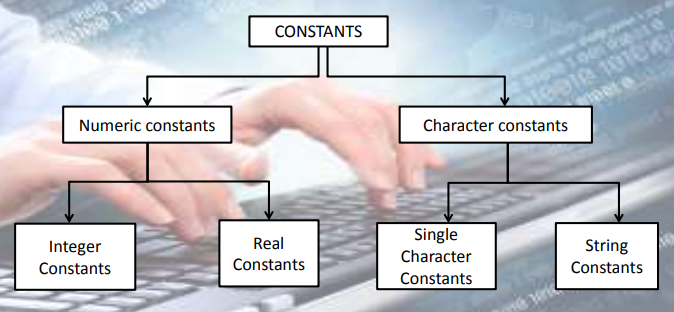 CONSTANTS
Numeric constants
Character constants
Integer
Constants
Real
Constants
Single
Character
Constants
String
Constants